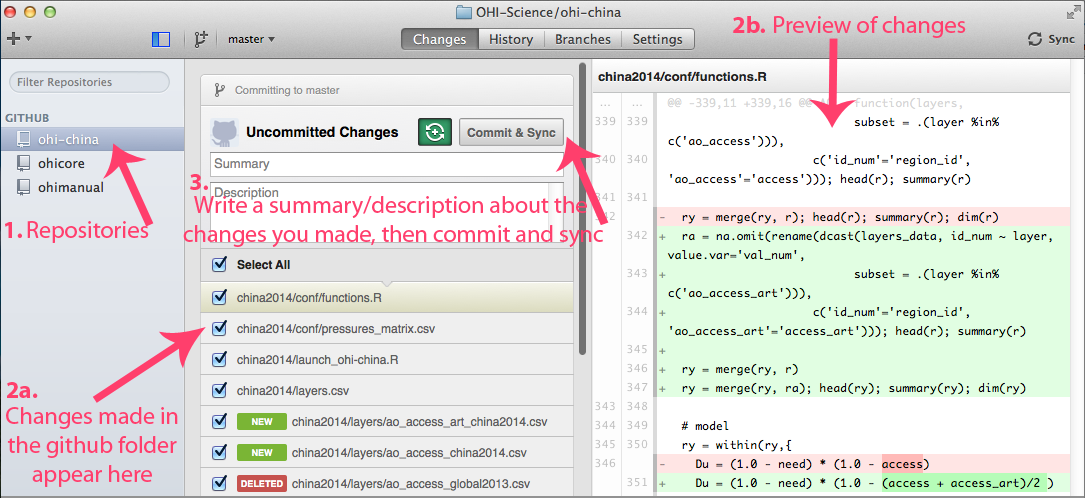 OHI-Science/ohi-china
master
Changes
History
Branches
Settings
Sync
2b. Preview of changes
Filter Repositories
GITHUB
ohi-china
ohicore
ohimanual
1. Repositories
2a.
Changes made in
the github folder
appear here
Committing to master
Uncommitted Changes
Commit & Sync
Summary
Description
3.
Write a summary/description about the
changes you made, then commit and sync
Select All
china2014/conf/functions.R
china2014/conf/pressures_matrix.csv
china2014/launch_ohi-china.R
china2014/layers.csv
NEW china2014/layers/ao_access_art_china2014.csv
NEW china2014/layers/ao_access_china2014.csv
DELETED china2014/layers/ao_access_global2013.csv
china2014/conf/functions.R
... ... @@ -339,11 +339,16 @@ function(layers,
339 339 subset = .(layer %in%
c('ao_access'))),
340 340 c('id_num'='region_id',
'ao_access'='access'))); head(r); summary(r)
341 341
- ry = merge(ry, r); head(r); summary(r); dim(r)
342 + ra = na.omit(rename(dcast(layers_data, id_num ~ layer,
value.var='val_num',
343 + subset = .(layer %in%
c('ao_access_art'))),
344 + c('id_num'='region_id',
'ao_access_art'='access_art'))); head(r); summary(r)
345 +
346 + ry = merge(ry, r)
347 + ry = merge(ry, ra); head(ry); summary(ry); dim(ry)
343 348
344 349 # model
345 350 ry = within(ry,{
346 - Du = (1.0 - need) * (1.0 - access)
351 + Du = (1.0 - need) * (1.0 - (access + access_art)/2 )